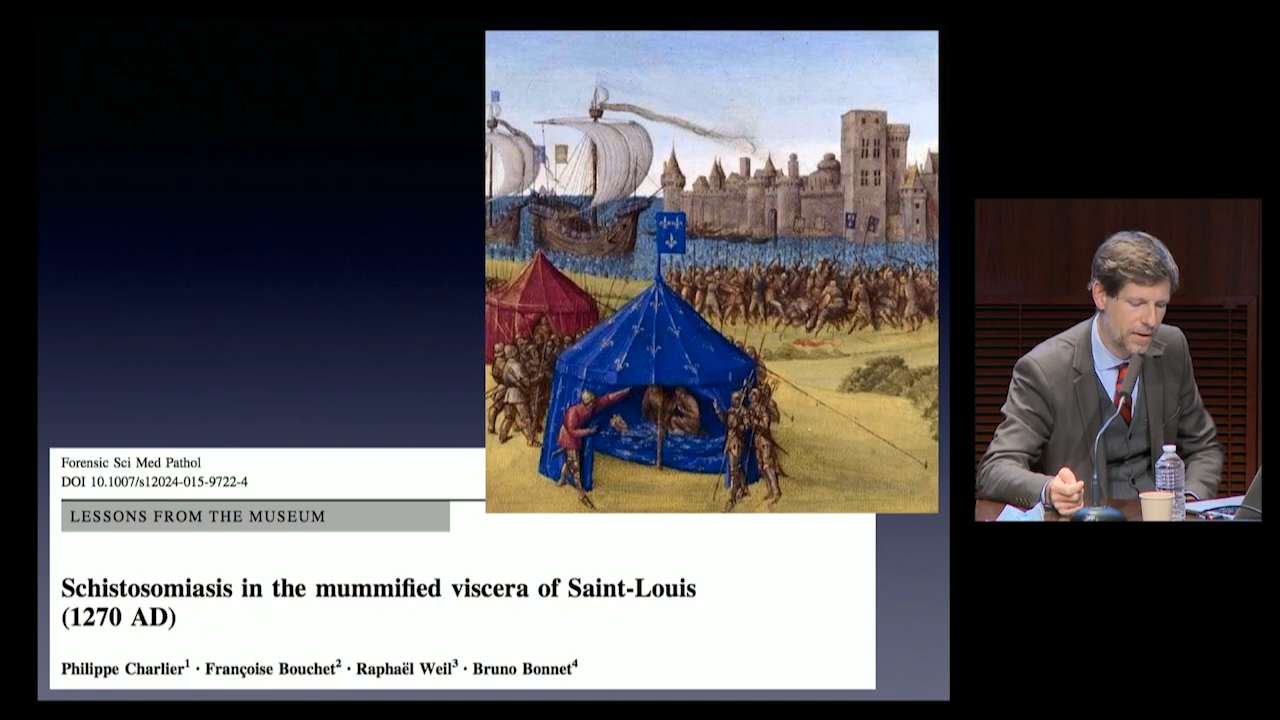 Forensic Sci Med Pathol
DOI 10.1007/s12024-015-9722-4
LESSONS FROM THE MUSEUM
Schistosomiasis in the mummified viscera of Saint-Louis
(1270 AD)
Philippe Charlier1 · Françoise Bouchet2 · Raphaël Weil3 · Bruno Bonnet4